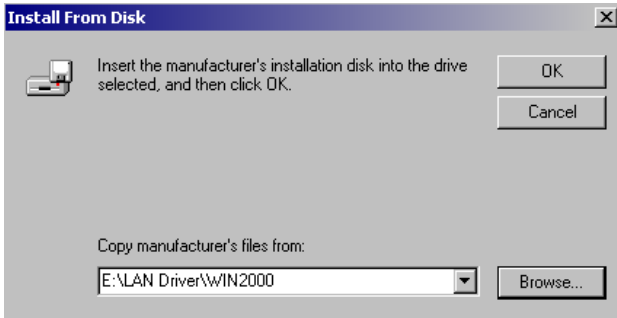 Install From Disk
Insert the manufacturer's installation disk into the drive
selected, and then click OK.
OK
Cancel
Copy manufacturer's files from:
E:\LAN Driver\WIN2000
Browse...